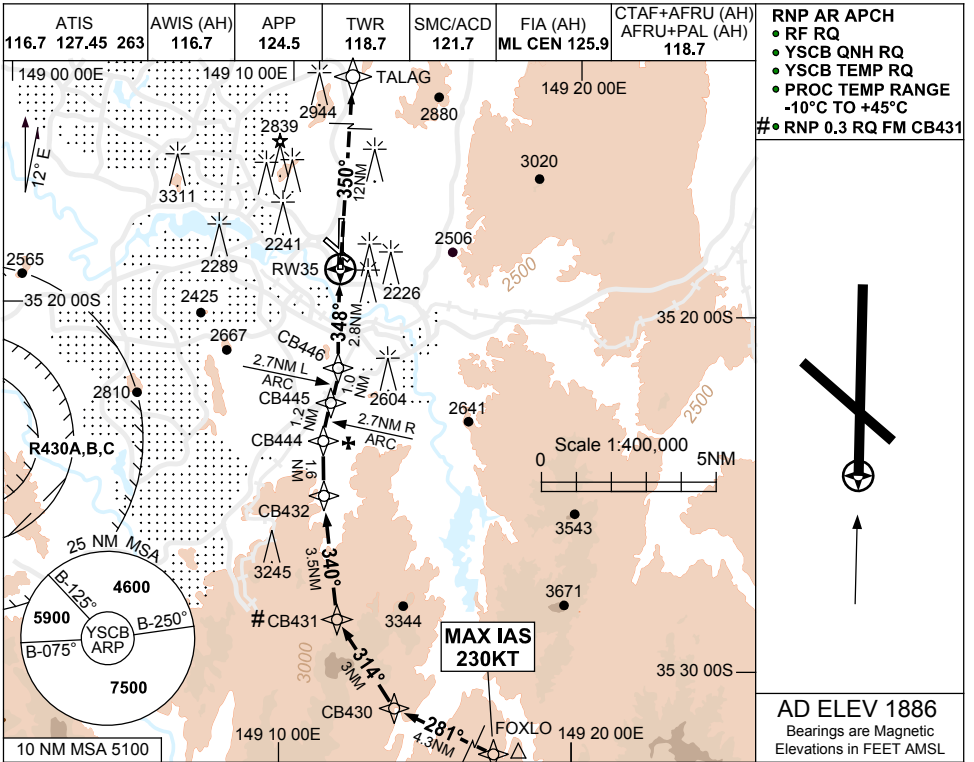 ATIS
116.7 127.45 263
AWIS (AH)
116.7
APP
124.5
TWR
118.7
SMC/ACD
121.7
FIA (AH)
ML CEN 125.9
CTAF+AFRU (AH)
AFRU+PAL (AH)
118.7
RNP AR APCH
• RF RQ
• YSCB QNH RQ
• YSCB TEMP RQ
• PROC TEMP RANGE
-10°C TO +45°C
# • RNP 0.3 RQ FM CB431
149 00 00E
149 10 00E
TALAG
149 20 00E
2944
2880
2839
12° E
3311
350°
12NM
3020
2241
2289
RW35
2506
2565
2226
2500
35 20 00S
35 20 00S
2425
348°
2.8NM
2667
CB446
2.7NM L
ARC
1.0
NM
2604
2810
CB445
2.7NM R
ARC
2641
2500
1.2
NM
R430A,B,C
CB444
Scale 1:400,000
0
5NM
1.6
NM
CB432
3543
25 NM MSA
3245
340°
3.5NM
B-125°
4600
5900
B-250°
YSCB
ARP
B-075°
7500
# CB431
3344
3671
MAX IAS
230KT
3000
314°
3NM
35 30 00S
CB430
281°
4.3NM
FOXLO
10 NM MSA 5100
149 10 00E
149 20 00E
AD ELEV 1886
Bearings are Magnetic
Elevations in FEET AMSL